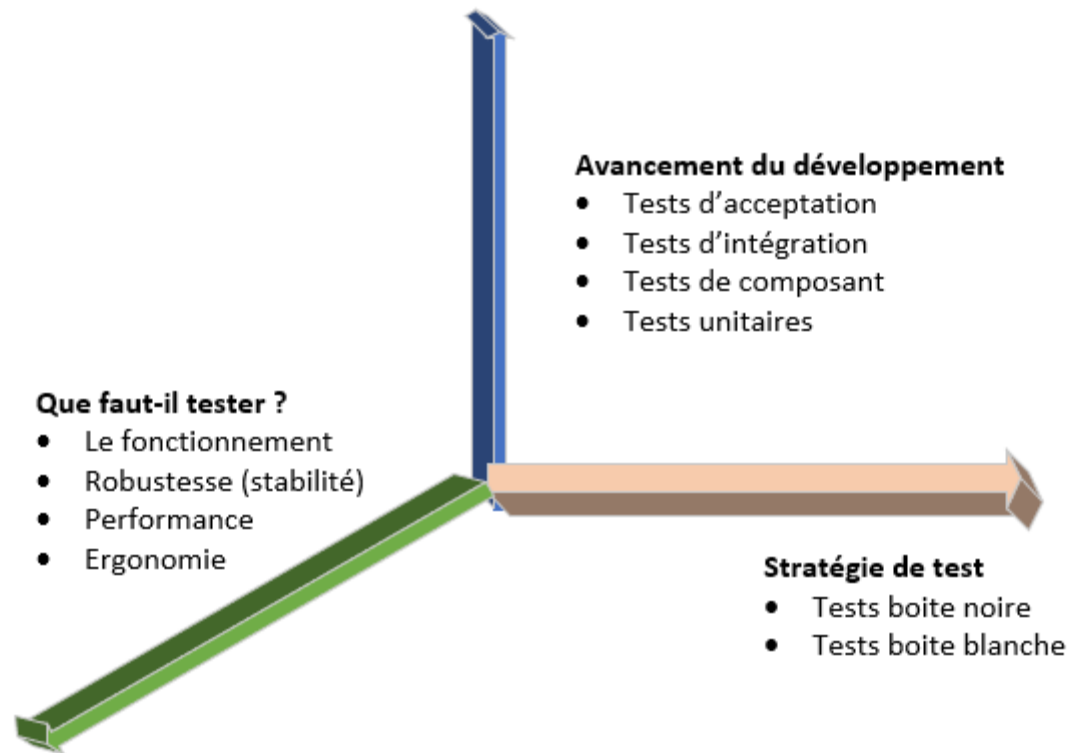 Avancement du développement
• Tests d’acceptation
• Tests d’intégration
• Tests de composant
• Tests unitaires
Que faut-il tester ?
• Le fonctionnement
• Robustesse (stabilité)
• Performance
• Ergonomie
Stratégie de test
• Tests boite noire
• Tests boite blanche